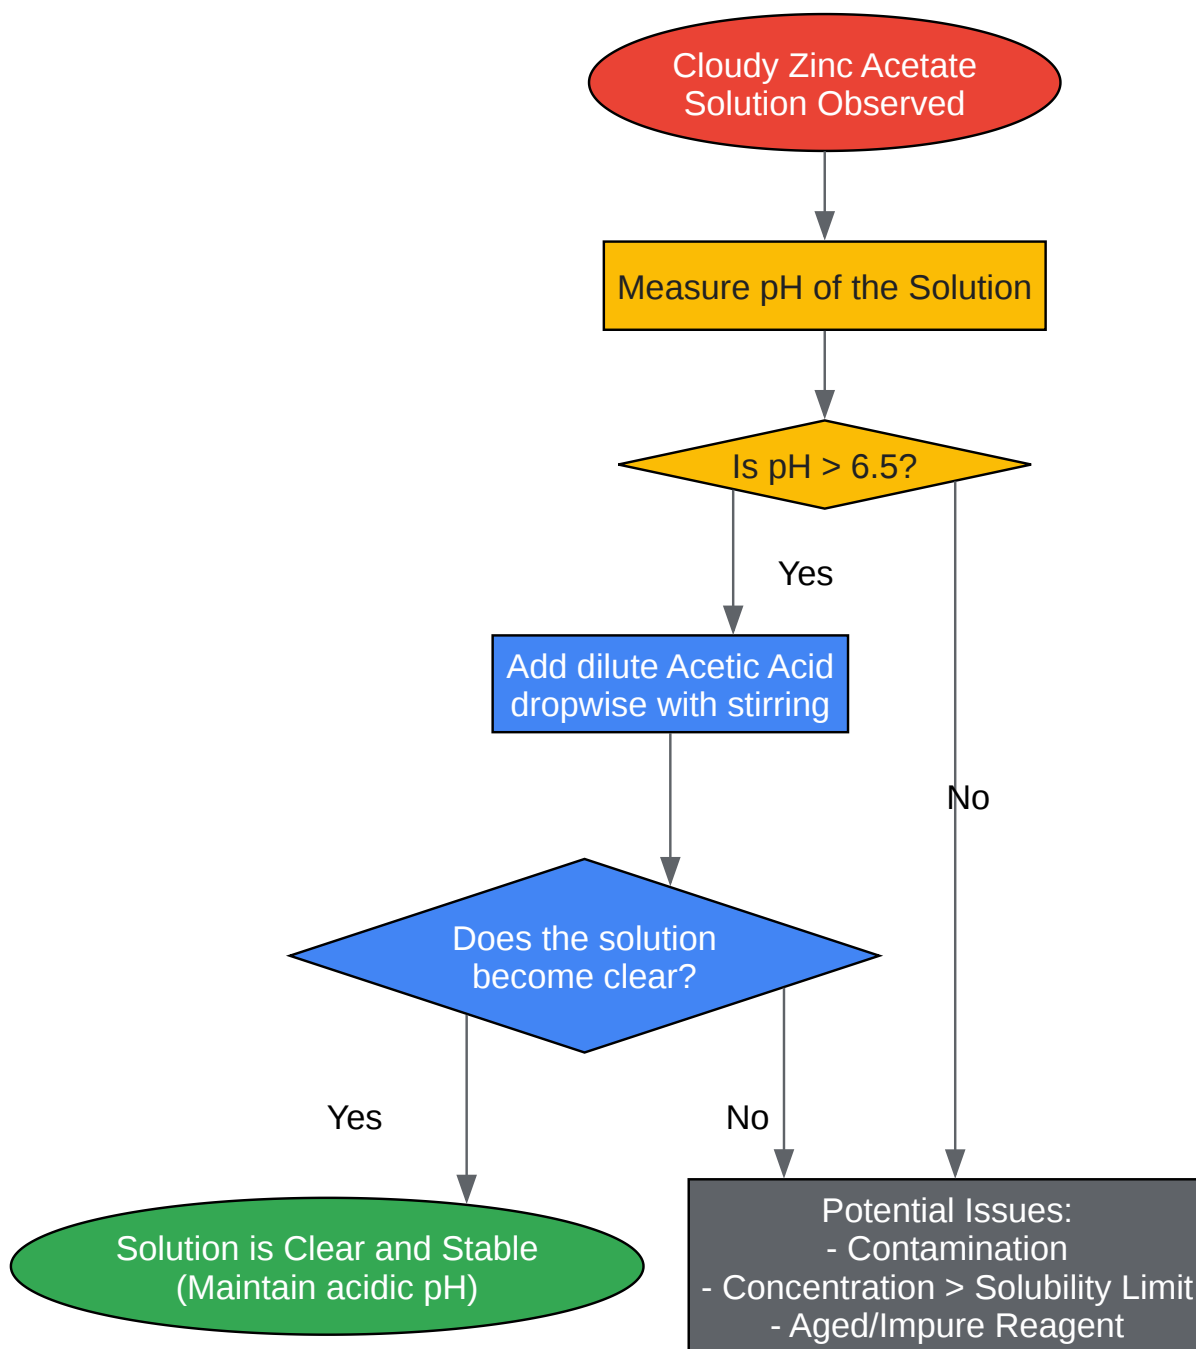 Cloudy Zinc Acetate
Solution Observed
Measure pH of the Solution
Is pH > 6.5?
Yes
Add dilute Acetic Acid
dropwise with stirring
No
Does the solution
become clear?
Yes
No
Solution is Clear and Stable
(Maintain acidic pH)
Potential Issues:
- Contamination
- Concentration > Solubility Limit
- Aged/Impure Reagent